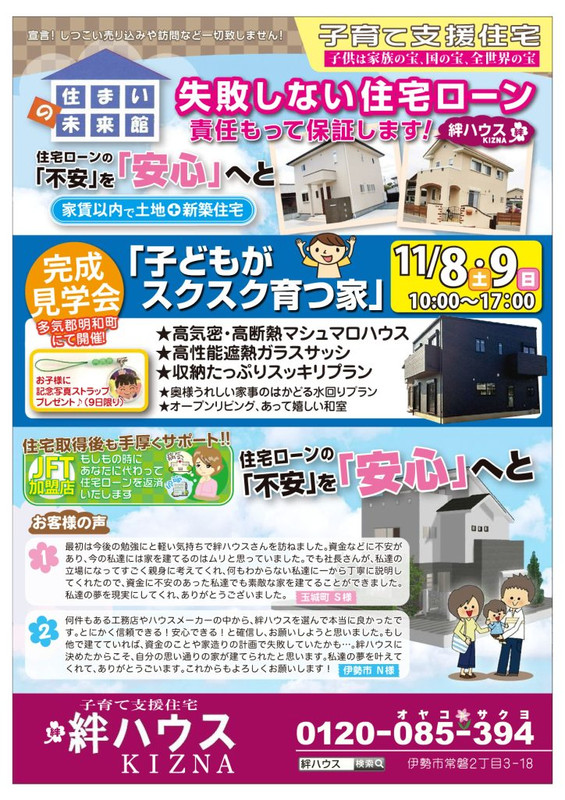 宣言！しつこい売り込みや訪問など一切致しません！
子育て支援住宅
子供は家族の宝、国の宝、全世界の宝
住まい
の
未来館
失敗しない住宅ローン
責任もって保証します！
絆ハウス
KIZNA
絆
住宅ローンの
「不安」を「安心」へと
家賃以内で土地+新築住宅
完成
見学会
多気郡明和町
にて開催!
「子どもが
スクスク育つ家」
11/8土・9日
10:00〜17:00
お子様に
記念写真ストラップ
プレゼント♪(9日限り)
★高気密・高断熱マシュマロハウス
★高性能遮熱ガラスサッシ
★収納たっぷりスッキリプラン
★奥様うれしい家事のはかどる水回りプラン
★オープンリビング、あって嬉しい和室
住宅取得後も手厚くサポート!!
JFT
加盟店
もしもの時に
あなたに代わって
住宅ローンを返済
いたします
住宅ローンの
「不安」を「安心」へと
お客様の声
1
最初は今後の勉強にと軽い気持ちで絆ハウスさんを訪ねました。資金などに不安が
あり、今の私達には家を建てるのはムリと思っていました。でも社長さんが、私達の
立場になってすごく親身に考えてくれ、何もわからない私達に一から丁寧に説明し
てくれたので、資金に不安のあった私達でも素敵な家を建てることができました。
私達の夢を現実にしてくれ、ありがとうございました。 玉城町 S様
2
何件もある工務店やハウスメーカーの中から、絆ハウスを選んで本当に良かったで
す。とにかく信頼できる！安心できる！と確信し、お願いしようと思いました。もし
他で建てていれば、資金のことや家造りの計画で失敗していたかも…。絆ハウスに
決めたからこそ、自分の思い通りの家が建てられたと思います。私達の夢を叶えて
くれて、ありがとうございます。これからもよろしくお願いします！ 伊勢市 N様
子育て支援住宅
絆
絆ハウス
KIZNA
オヤコ サクヨ
0120-085-394
絆ハウス 検索
伊勢市常磐2丁目3-18